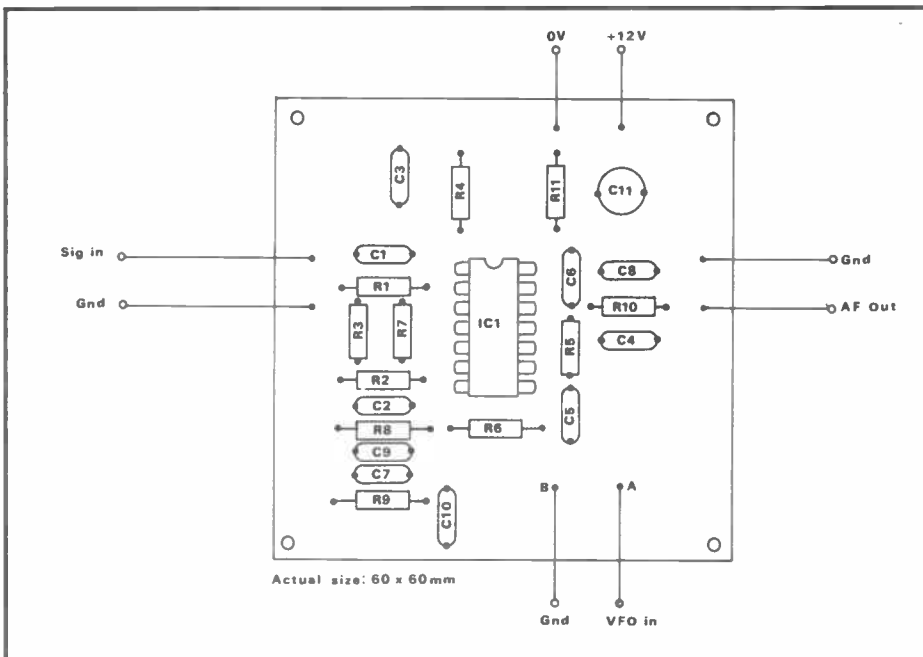 0V +12V
C3
R4
R11
C11
Sig in
C1
C6
C8
Gnd
R1
Gnd
R10
AF Out
R3
R7
IC1
R5
C4
R2
C2
C5
R8
R6
C9
C7
B
A
R9
C10
Actual size: 60 x 60mm
Gnd
VFO in